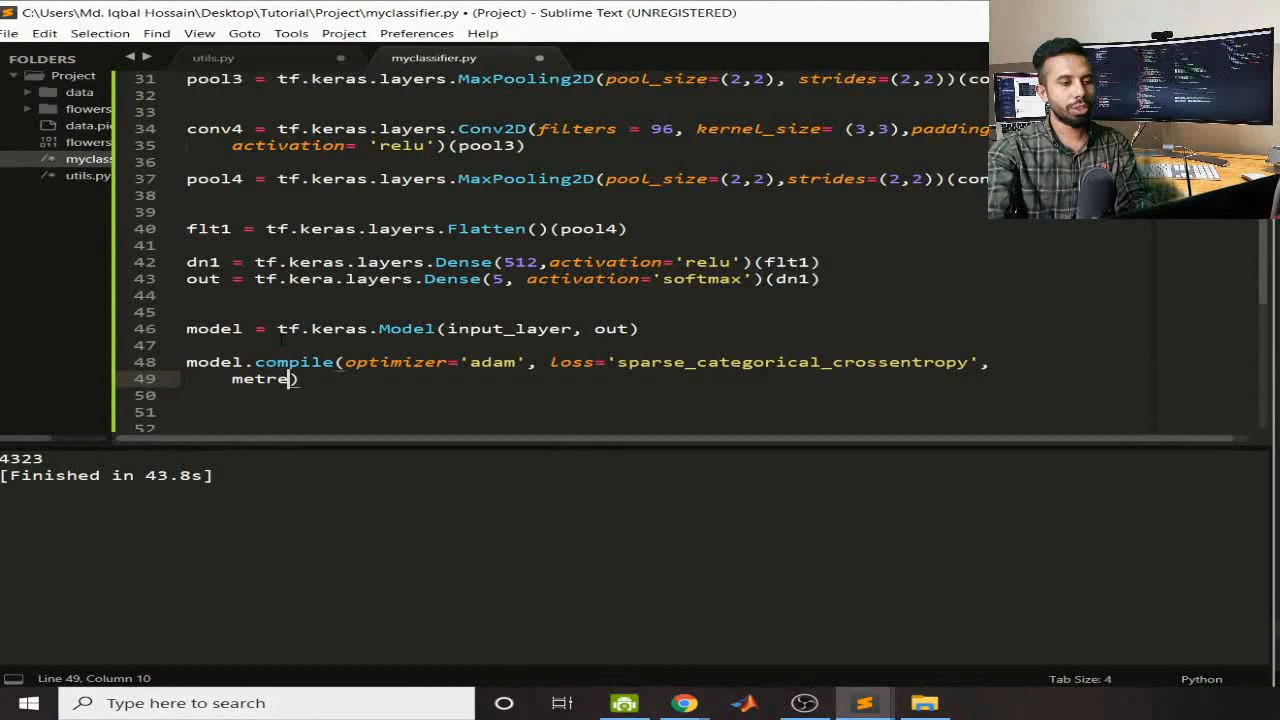 C:\Users\Md. Iqbal Hossain\Desktop\Tutorial\Project\myclassifier.py • (Project) - Sublime Text (UNREGISTERED)
File Edit Selection Find View Goto Tools Project Preferences Help
FOLDERS
Project
data
flowers
data.pic
flowers
myclass
utils.py
utils.py
myclassifier.py
31 pool3 = tf.keras.layers.MaxPooling2D(pool_size=(2,2), strides=(2,2))(co
32
33
34 conv4 = tf.keras.layers.Conv2D(filters = 96, kernel_size= (3,3),padding
35 activation= 'relu')(pool3)
36
37 pool4 = tf.keras.layers.MaxPooling2D(pool_size=(2,2),strides=(2,2))(con
38
39
40 flt1 = tf.keras.layers.Flatten()(pool4)
41
42 dn1 = tf.keras.layers.Dense(512,activation='relu')(flt1)
43 out = tf.kera.layers.Dense(5, activation='softmax')(dn1)
44
45
46 model = tf.keras.Model(input_layer, out)
47
48 model.compile(optimizer='adam', loss='sparse_categorical_crossentropy',
49 metre)
50
51
52
4323
[Finished in 43.8s]
Line 49, Column 10
Tab Size: 4
Python
Type here to search